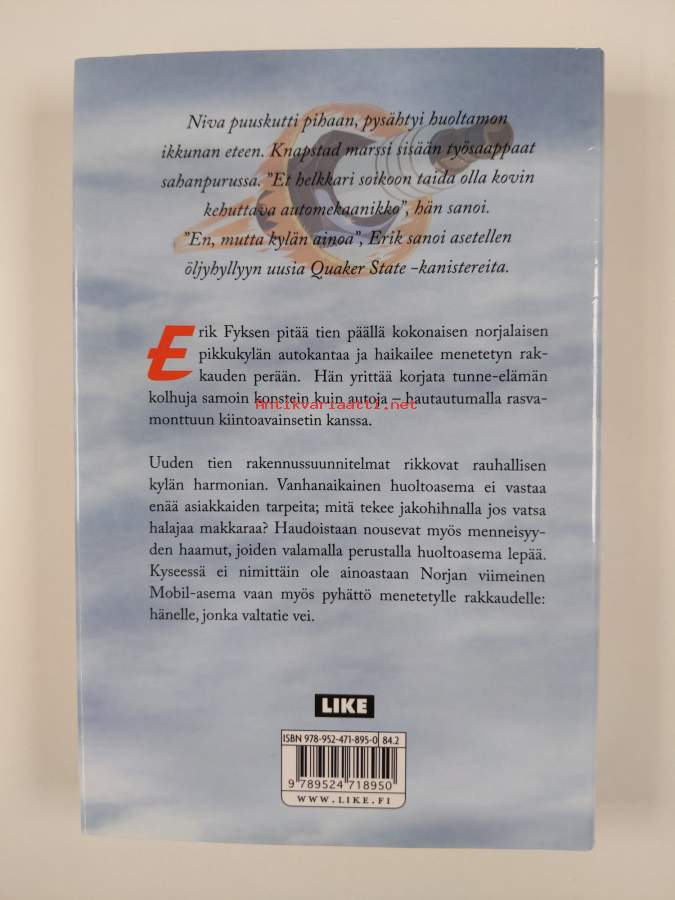 Niva puuskutti pihaan, pysähtyi huoltamon
ikkunan eteen. Knapstad marssi sisään työsaappaat
sahanpurussa. ”Et helkkari soikoon taida olla kovin
kehuttava automekaanikko”, hän sanoi.
”En, mutta kylän ainoa”, Erik sanoi asetellen
öljyhyllyyn uusia Quaker State –kanistereita.
Erik Fyksen pitää tien päällä kokonaisen norjalaisen
pikkukylän autokantaa ja haikailee menetetyn rak-
kauden perään. Hän yrittää korjata tunne-elämän
kolhuja samoin konstein kuin autoja – hautautumalla rasva-
monttuun kiintoavainsetin kanssa.
Antikvariaatti.net
Uuden tien rakennussuunnitelmat rikkovat rauhallisen
kylän harmonian. Vanhanaikainen huoltoasema ei vastaa
enää asiakkaiden tarpeita; mitä tekee jakohihnalla jos vatsa
halajaa makkaraa? Haudoistaan nousevat myös menneisyy-
den haamut, joiden valamalla perustalla huoltoasema lepää.
Kyseessä ei nimittäin ole ainoastaan Norjan viimeinen
Mobil-asema vaan myös pyhättö menetetylle rakkaudelle:
hänelle, jonka valtatie vei.
LIKE
ISBN 978-952-471-895-0 84.2
9 789524 718950
WWW.LIKE.FI